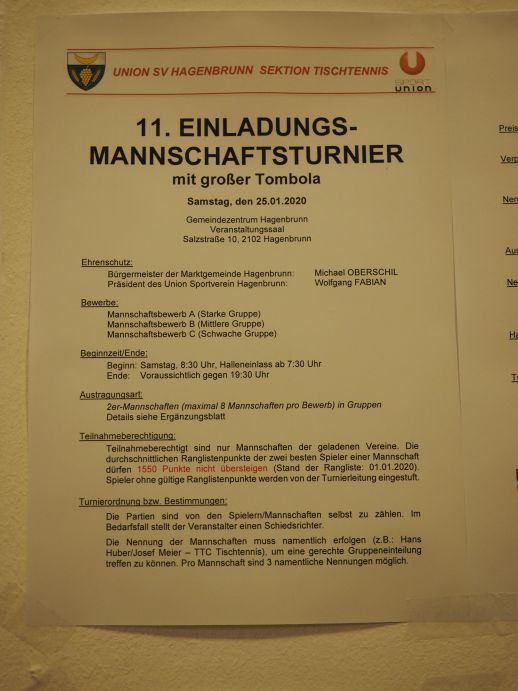 UNION SV HAGENBRUNN SEKTION TISCHTENNIS
SPORT
UNION
11. EINLADUNGS-
MANNSCHAFTSTURNIER
mit großer Tombola
Samstag, den 25.01.2020
Gemeindezentrum Hagenbrunn
Veranstaltungssaal
Salzstraße 10, 2102 Hagenbrunn
Ehrenschutz:
Bürgermeister der Marktgemeinde Hagenbrunn: Michael OBERSCHIL
Präsident des Union Sportverein Hagenbrunn: Wolfgang FABIAN
Bewerbe:
Mannschaftsbewerb A (Starke Gruppe)
Mannschaftsbewerb B (Mittlere Gruppe)
Mannschaftsbewerb C (Schwache Gruppe)
Beginnzeit/Ende:
Beginn: Samstag, 8:30 Uhr, Halleneinlass ab 7:30 Uhr
Ende: Voraussichtlich gegen 19:30 Uhr
Austragungsart:
2er-Mannschaften (maximal 8 Mannschaften pro Bewerb) in Gruppen
Details siehe Ergänzungsblatt
Teilnahmeberechtigung:
Teilnahmeberechtigt sind nur Mannschaften der geladenen Vereine. Die
durchschnittlichen Ranglistenpunkte der zwei besten Spieler einer Mannschaft
dürfen 1550 Punkte nicht übersteigen (Stand der Rangliste: 01.01.2020).
Spieler ohne gültige Ranglistenpunkte werden von der Turnierleitung eingestuft.
Turnierordnung bzw. Bestimmungen:
Die Partien sind von den Spielern/Mannschaften selbst zu zählen. Im
Bedarfsfall stellt der Veranstalter einen Schiedsrichter.
Die Nennung der Mannschaften muss namentlich erfolgen (z.B.: Hans
Huber/Josef Meier – TTC Tischtennis), um eine gerechte Gruppeneinteilung
treffen zu können. Pro Mannschaft sind 3 namentliche Nennungen möglich.
Preis
Verp
Nen
Aus
Ne
Ha